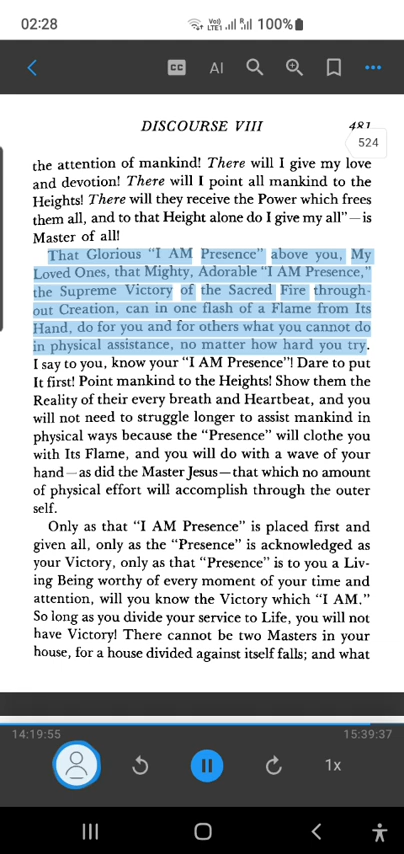 02:28
Vo)) LTE1 R 100%
CC AI
DISCOURSE VIII 481
524
the attention of mankind! There will I give my love
and devotion! There will I point all mankind to the
Heights! There will they receive the Power which frees
them all, and to that Height alone do I give my all”—is
Master of all!
That Glorious “I AM Presence” above you, My
Loved Ones, that Mighty, Adorable “I AM Presence,”
the Supreme Victory of the Sacred Fire through-
out Creation, can in one flash of a Flame from Its
Hand, do for you and for others what you cannot do
in physical assistance, no matter how hard you try.
I say to you, know your “I AM Presence”! Dare to put
It first! Point mankind to the Heights! Show them the
Reality of their every breath and Heartbeat, and you
will not need to struggle longer to assist mankind in
physical ways because the “Presence” will clothe you
with Its Flame, and you will do with a wave of your
hand—as did the Master Jesus—that which no amount
of physical effort will accomplish through the outer
self.
Only as that “I AM Presence” is placed first and
given all, only as the “Presence” is acknowledged as
your Victory, only as that “Presence” is to you a Liv-
ing Being worthy of every moment of your time and
attention, will you know the Victory which “I AM.”
So long as you divide your service to Life, you will not
have Victory! There cannot be two Masters in your
house, for a house divided against itself falls; and what
14:19:55 15:39:37
1x